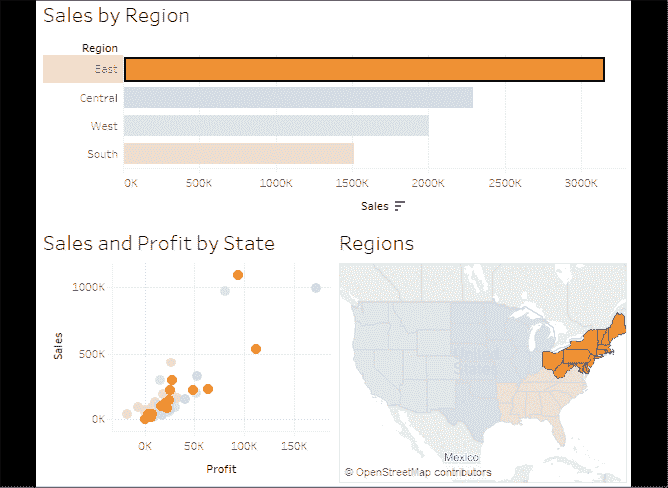 Sales by Region
Region
East
Central
West
South
0K 500K 1000K 1500K 2000K 2500K 3000K
Sales
Sales and Profit by State
Regions
1000K
500K
0K
Sales
0K 50K 100K 150K
Profit
United
States
Mexico
© OpenStreetMap contributors